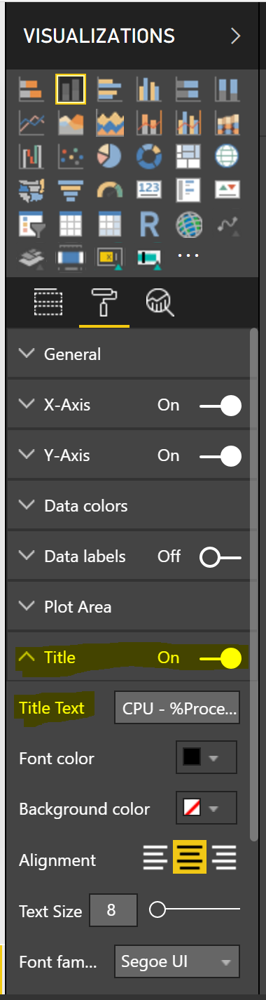 VISUALIZATIONS
123
R
General
X-Axis On
Y-Axis On
Data colors
Data labels Off
Plot Area
Title On
Title Text CPU - %Proce...
Font color
Background color
Alignment
Text Size 8
Font fam... Segoe UI